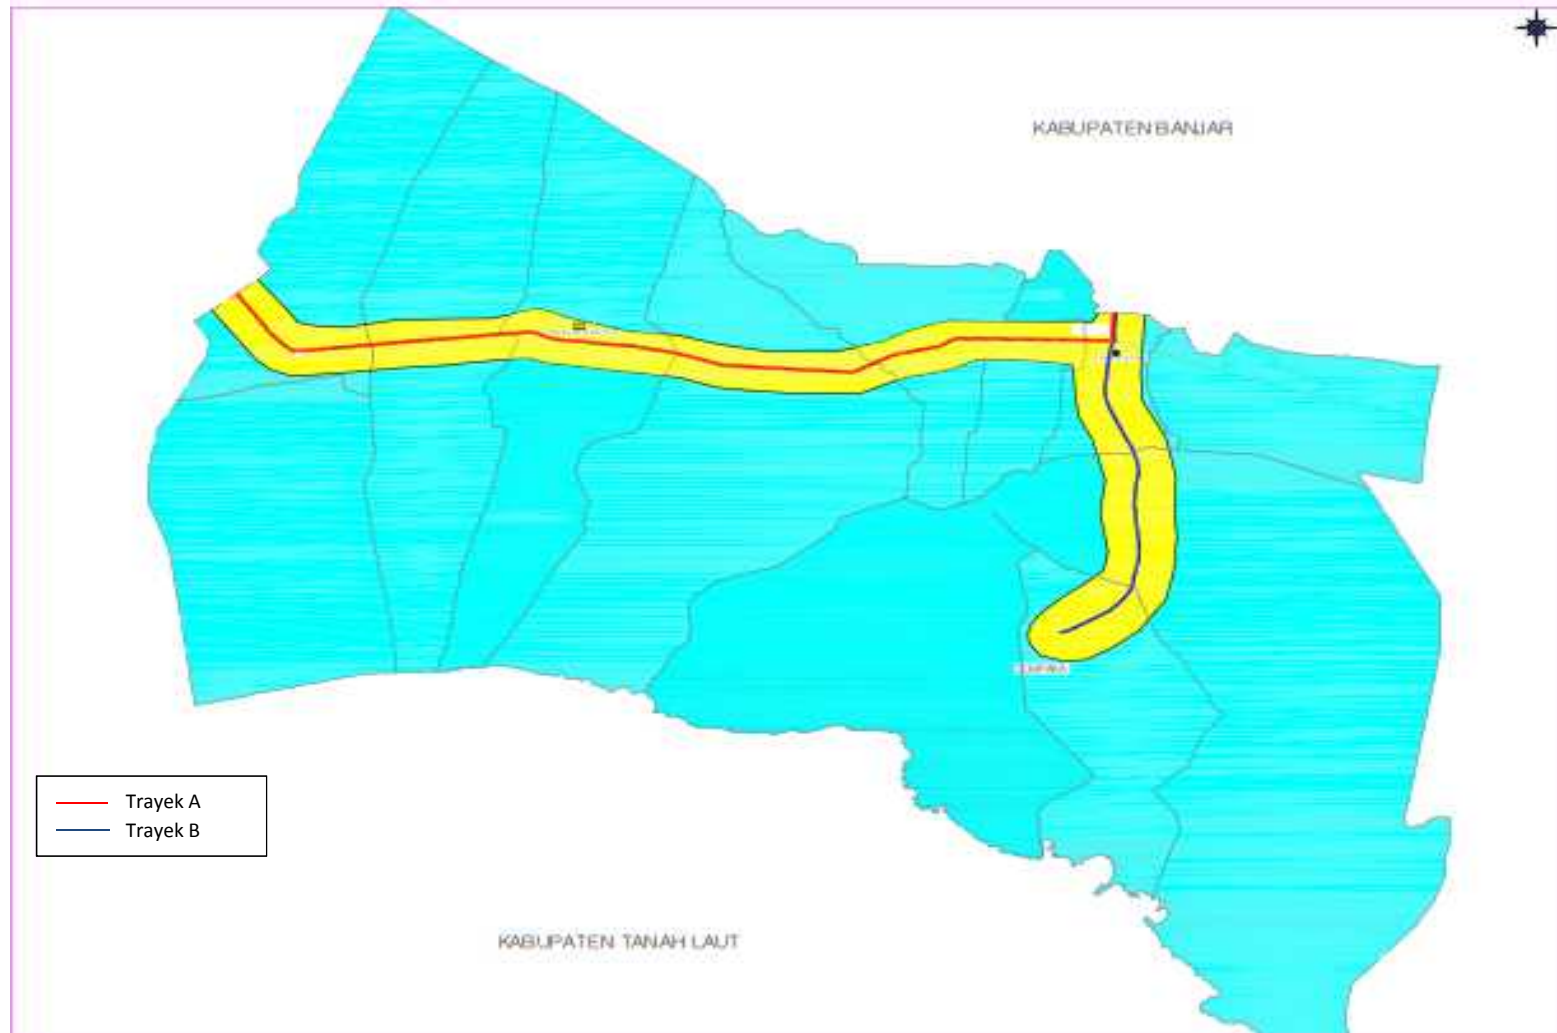 KABUPATEN BANJAR
Trayek A
Trayek B
KABUPATEN TANAH LAUT